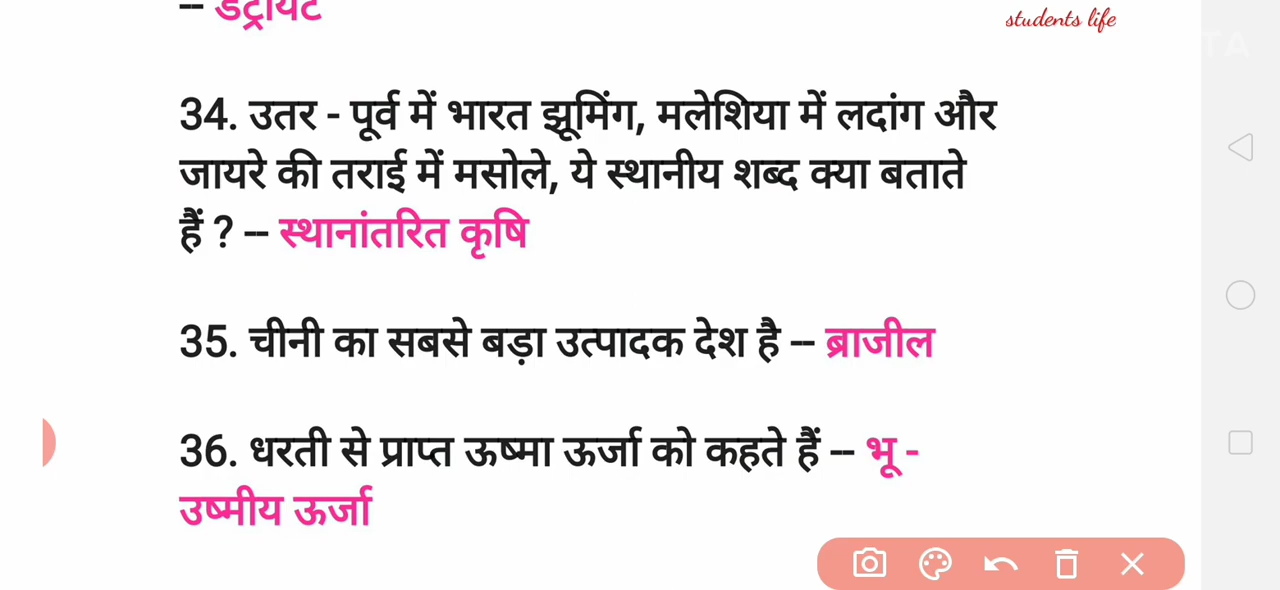 -- डेट्रायट
students life
34. उतर - पूर्व में भारत झूमिंग, मलेशिया में लदांग और
जायरे की तराई में मसोले, ये स्थानीय शब्द क्या बताते
हैं ? -- स्थानांतरित कृषि
35. चीनी का सबसे बड़ा उत्पादक देश है -- ब्राजील
36. धरती से प्राप्त ऊष्मा ऊर्जा को कहते हैं -- भू -
उष्मीय ऊर्जा